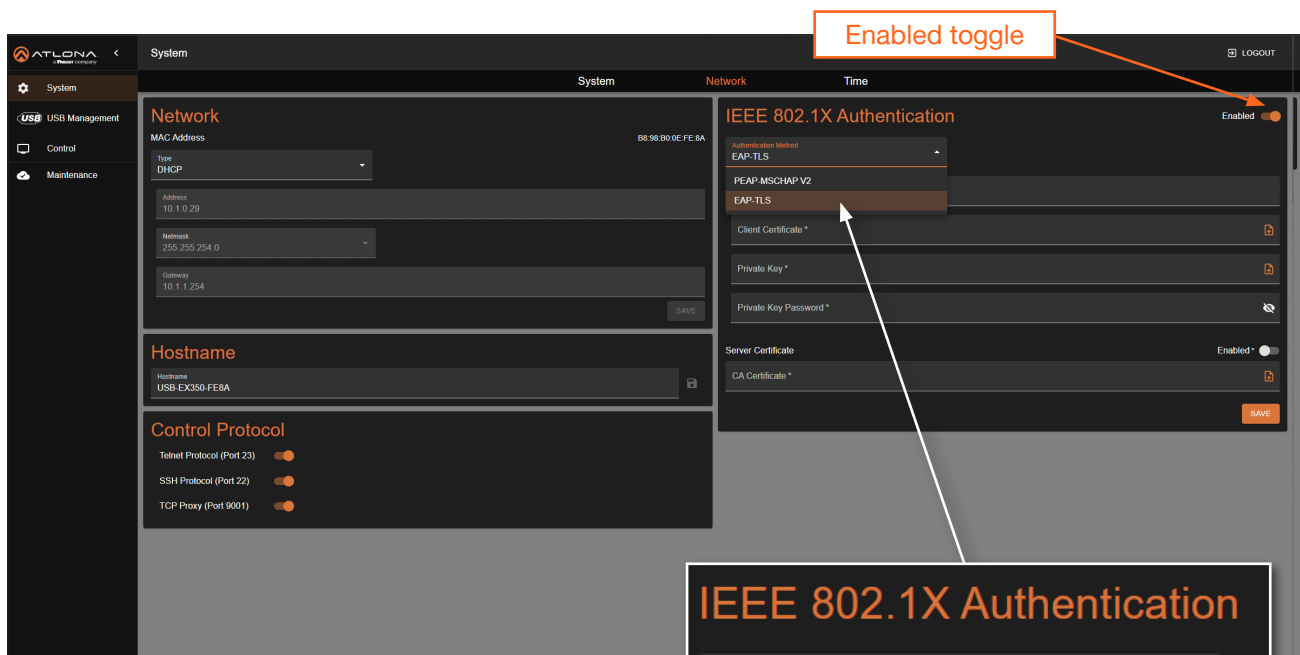 Enabled toggle
ATLONA
a Panduit company
System
LOGOUT
System
USB Management
Control
Maintenance
System
Network
Time
Network
MAC Address
B8:98:B0:0E:FE:8A
Type
DHCP
Address
10.1.0.29
Netmask
255.255.254.0
Gateway
10.1.1.254
SAVE
Hostname
Hostname
USB-EX350-FE8A
Control Protocol
Telnet Protocol (Port 23)
SSH Protocol (Port 22)
TCP Proxy (Port 9001)
IEEE 802.1X Authentication
Enabled
Authentication Method
EAP-TLS
PEAP-MSCHAP V2
EAP-TLS
Client Certificate *
Private Key *
Private Key Password *
Server Certificate
Enabled *
CA Certificate *
SAVE
IEEE 802.1X Authentication